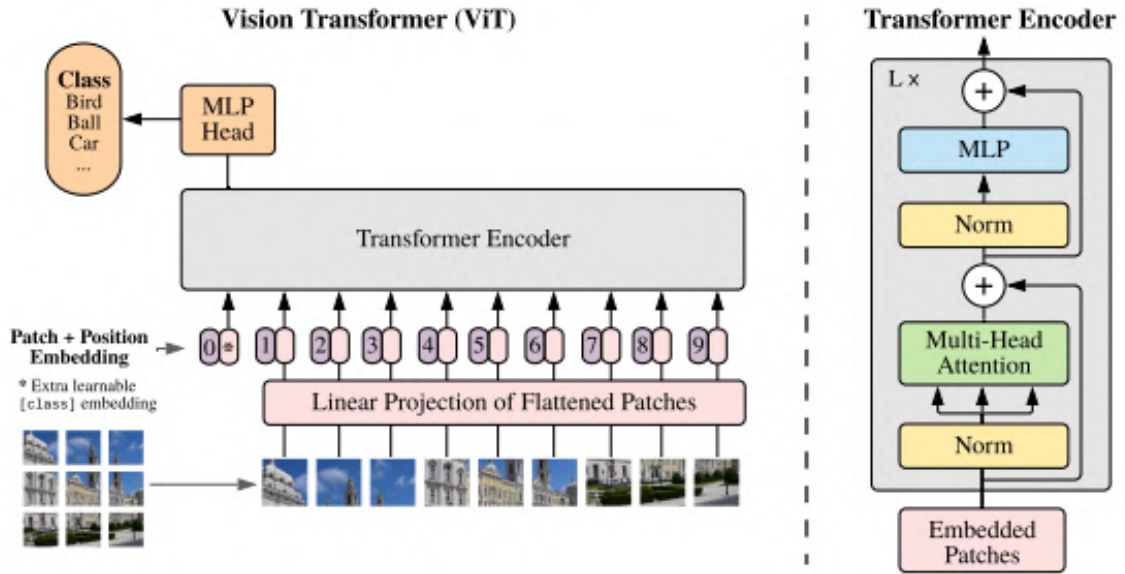 Vision Transformer (ViT)
Class
Bird
Ball
Car
...
MLP
Head
Transformer Encoder
Patch + Position
Embedding
* Extra learnable
[class] embedding
0 * 1 2 3 4 5 6 7 8 9
Linear Projection of Flattened Patches
Transformer Encoder
L ×
+
MLP
Norm
+
Multi-Head
Attention
Norm
Embedded
Patches